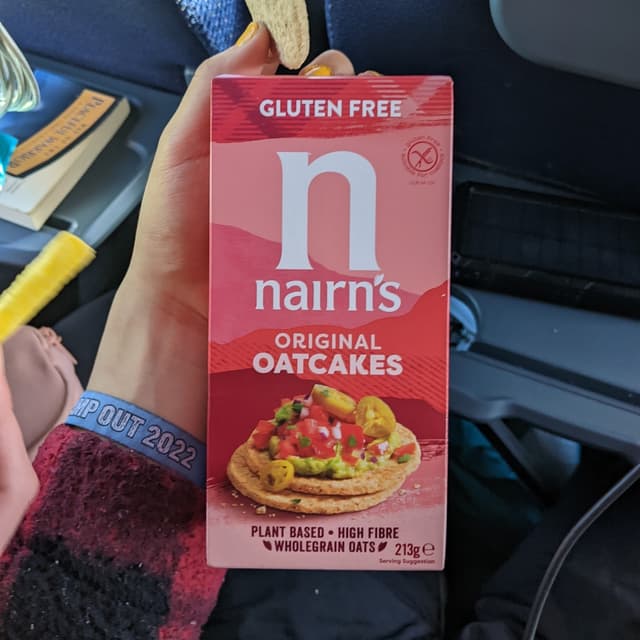 GLUTEN FREE
n
nairn's
ORIGINAL
OATCAKES
PLANT BASED • HIGH FIBRE
WHOLEGRAIN OATS
213g ℮
Serving Suggestion
MP OUT 2022